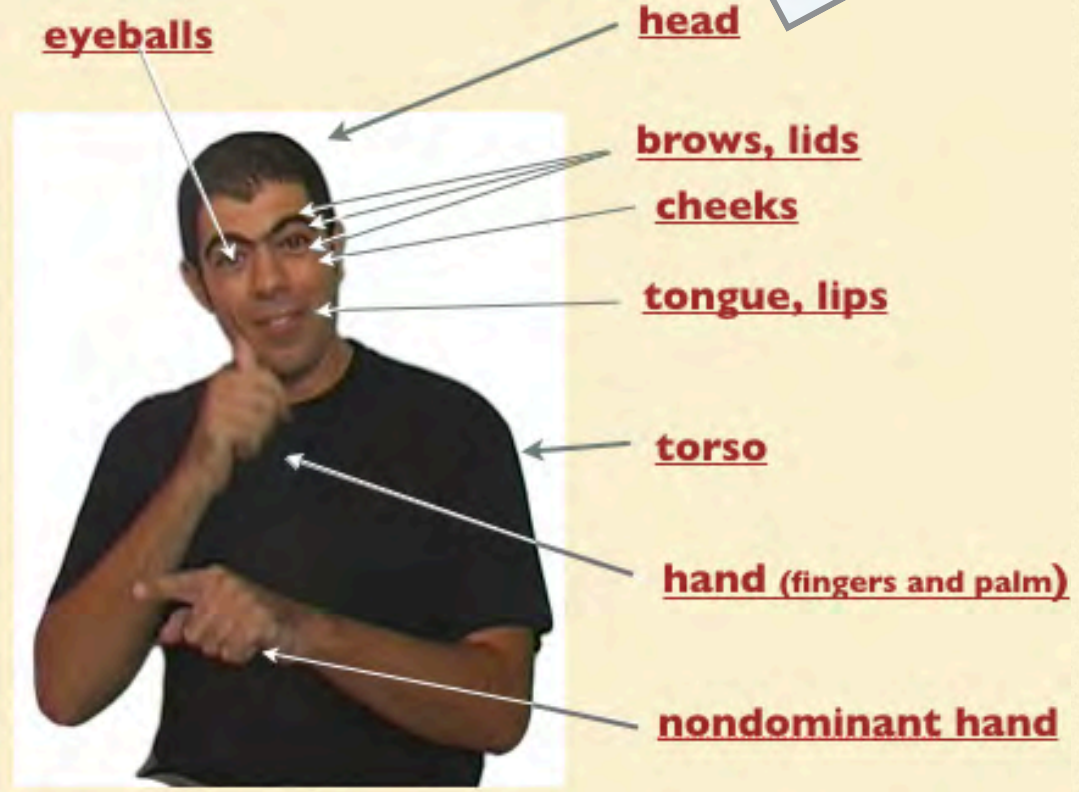 eyeballs
head
brows, lids
cheeks
tongue, lips
torso
hand (fingers and palm)
nondominant hand